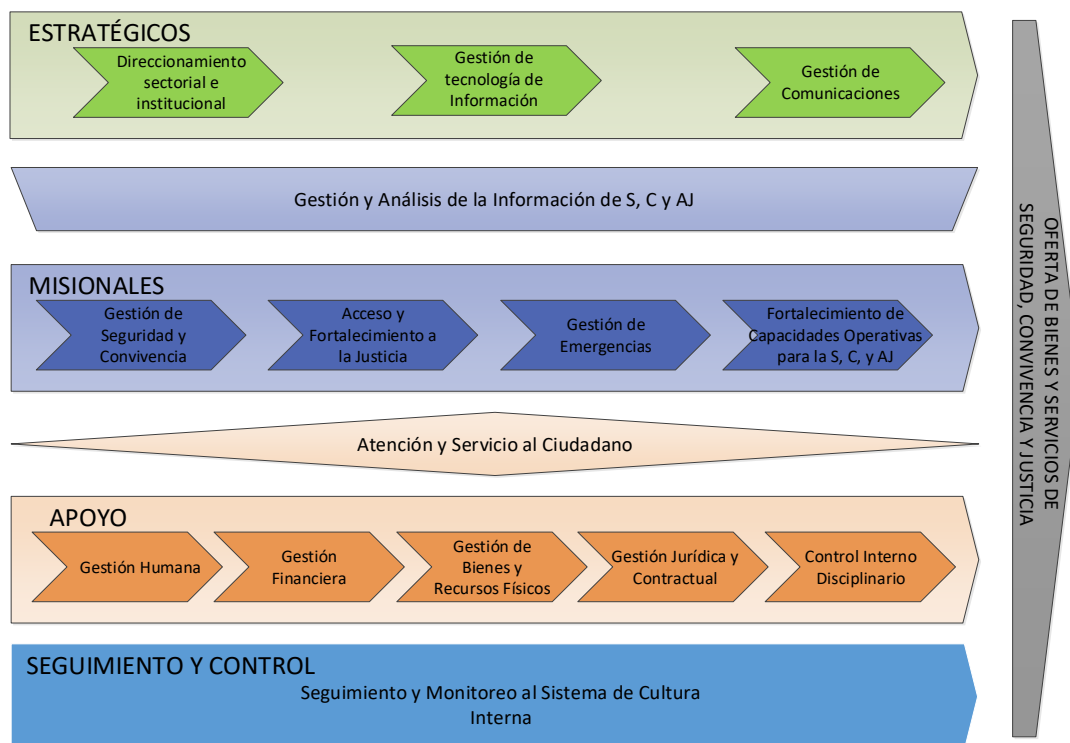 ESTRATÉGICOS
Direccionamiento
sectorial e
institucional
Gestión de
tecnología de
Información
Gestión de
Comunicaciones
Gestión y Análisis de la Información de S, C y AJ
MISIONALES
Gestión de
Seguridad y
Convivencia
Acceso y
Fortalecimiento a
la Justicia
Gestión de
Emergencias
Fortalecimiento de
Capacidades Operativas
para la S, C, y AJ
Atención y Servicio al Ciudadano
APOYO
Gestión Humana
Gestión
Financiera
Gestión de
Bienes y
Recursos Físicos
Gestión Jurídica y
Contractual
Control Interno
Disciplinario
SEGUIMIENTO Y CONTROL
Seguimiento y Monitoreo al Sistema de Cultura
Interna
OFERTA DE BIENES Y SERVICIOS DE
SEGURIDAD, CONVIVENCIA Y JUSTICIA